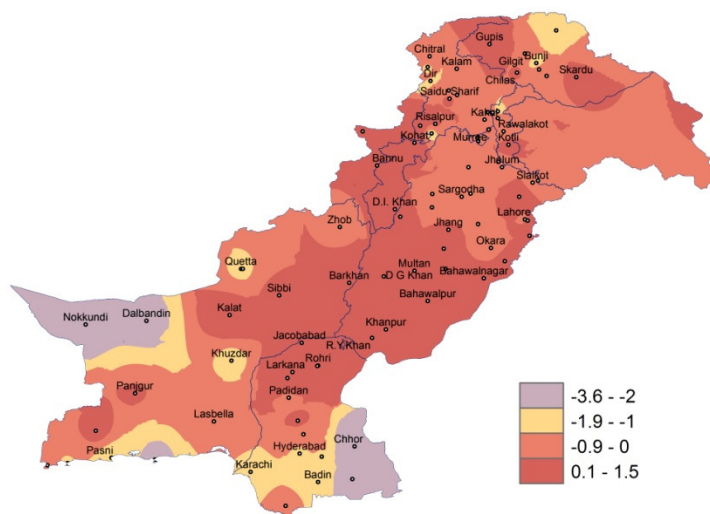 Gupis
Chitral
Kalam
Gilgit
Bunji
Dir
Chilas
Skardu
Saidu Sharif
Kakul
Risalpur
Rawalakot
Kohat
Murree
Kotli
Bannu
Jhelum
Sialkot
Sargodha
D.I. Khan
Zhob
Lahore
Jhang
Okara
Quetta
Multan
D G Khan
Bahawalnagar
Barkhan
Sibbi
Bahawalpur
Dalbandin
Nokkundi
Kalat
Khanpur
Jacobabad
R.Y.Khan
Khuzdar
Rohri
Larkana
Panjgur
Padidan
Lasbella
Pasni
Hyderabad
Chhor
Karachi
Badin
-3.6 - -2
-1.9 - -1
-0.9 - 0
0.1 - 1.5